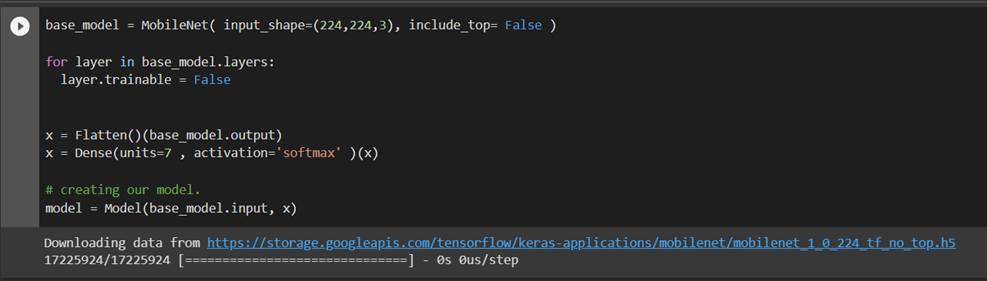 base_model = MobileNet( input_shape=(224,224,3), include_top= False )
for layer in base_model.layers:
  layer.trainable = False
x = Flatten()(base_model.output)
x = Dense(units=7 , activation='softmax' )(x)
# creating our model.
model = Model(base_model.input, x)
Downloading data from https://storage.googleapis.com/tensorflow/keras-applications/mobilenet/mobilenet_1_0_224_tf_no_top.h5
17225924/17225924 [==============================] - 0s 0us/step